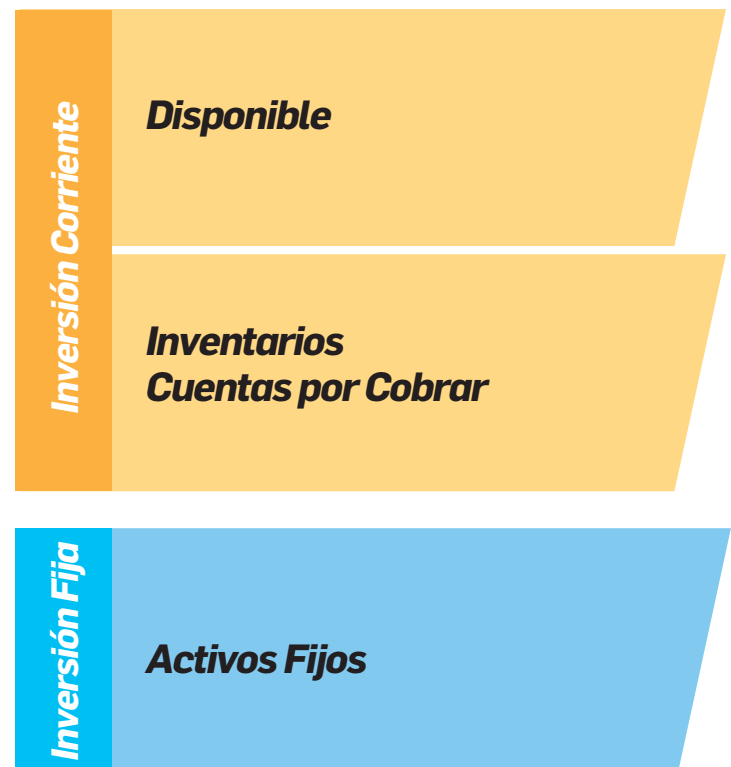 Inversión Corriente
Disponible
Inventarios
Cuentas por Cobrar
Inversión Fija
Activos Fijos